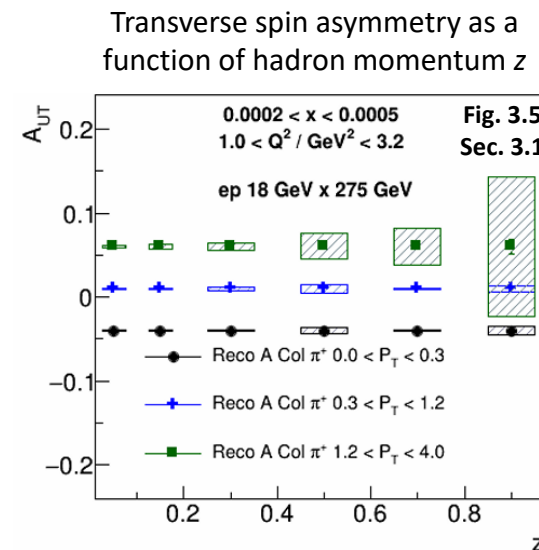 Transverse spin asymmetry as a
function of hadron momentum z
A_UT
0.0002 < x < 0.0005
1.0 < Q² / GeV² < 3.2
Fig. 3.5
Sec. 3.1
ep 18 GeV x 275 GeV
0.2
0.1
0
−0.1
−0.2
Reco A Col π⁺ 0.0 < P_T < 0.3
Reco A Col π⁺ 0.3 < P_T < 1.2
Reco A Col π⁺ 1.2 < P_T < 4.0
0.2 0.4 0.6 0.8
z